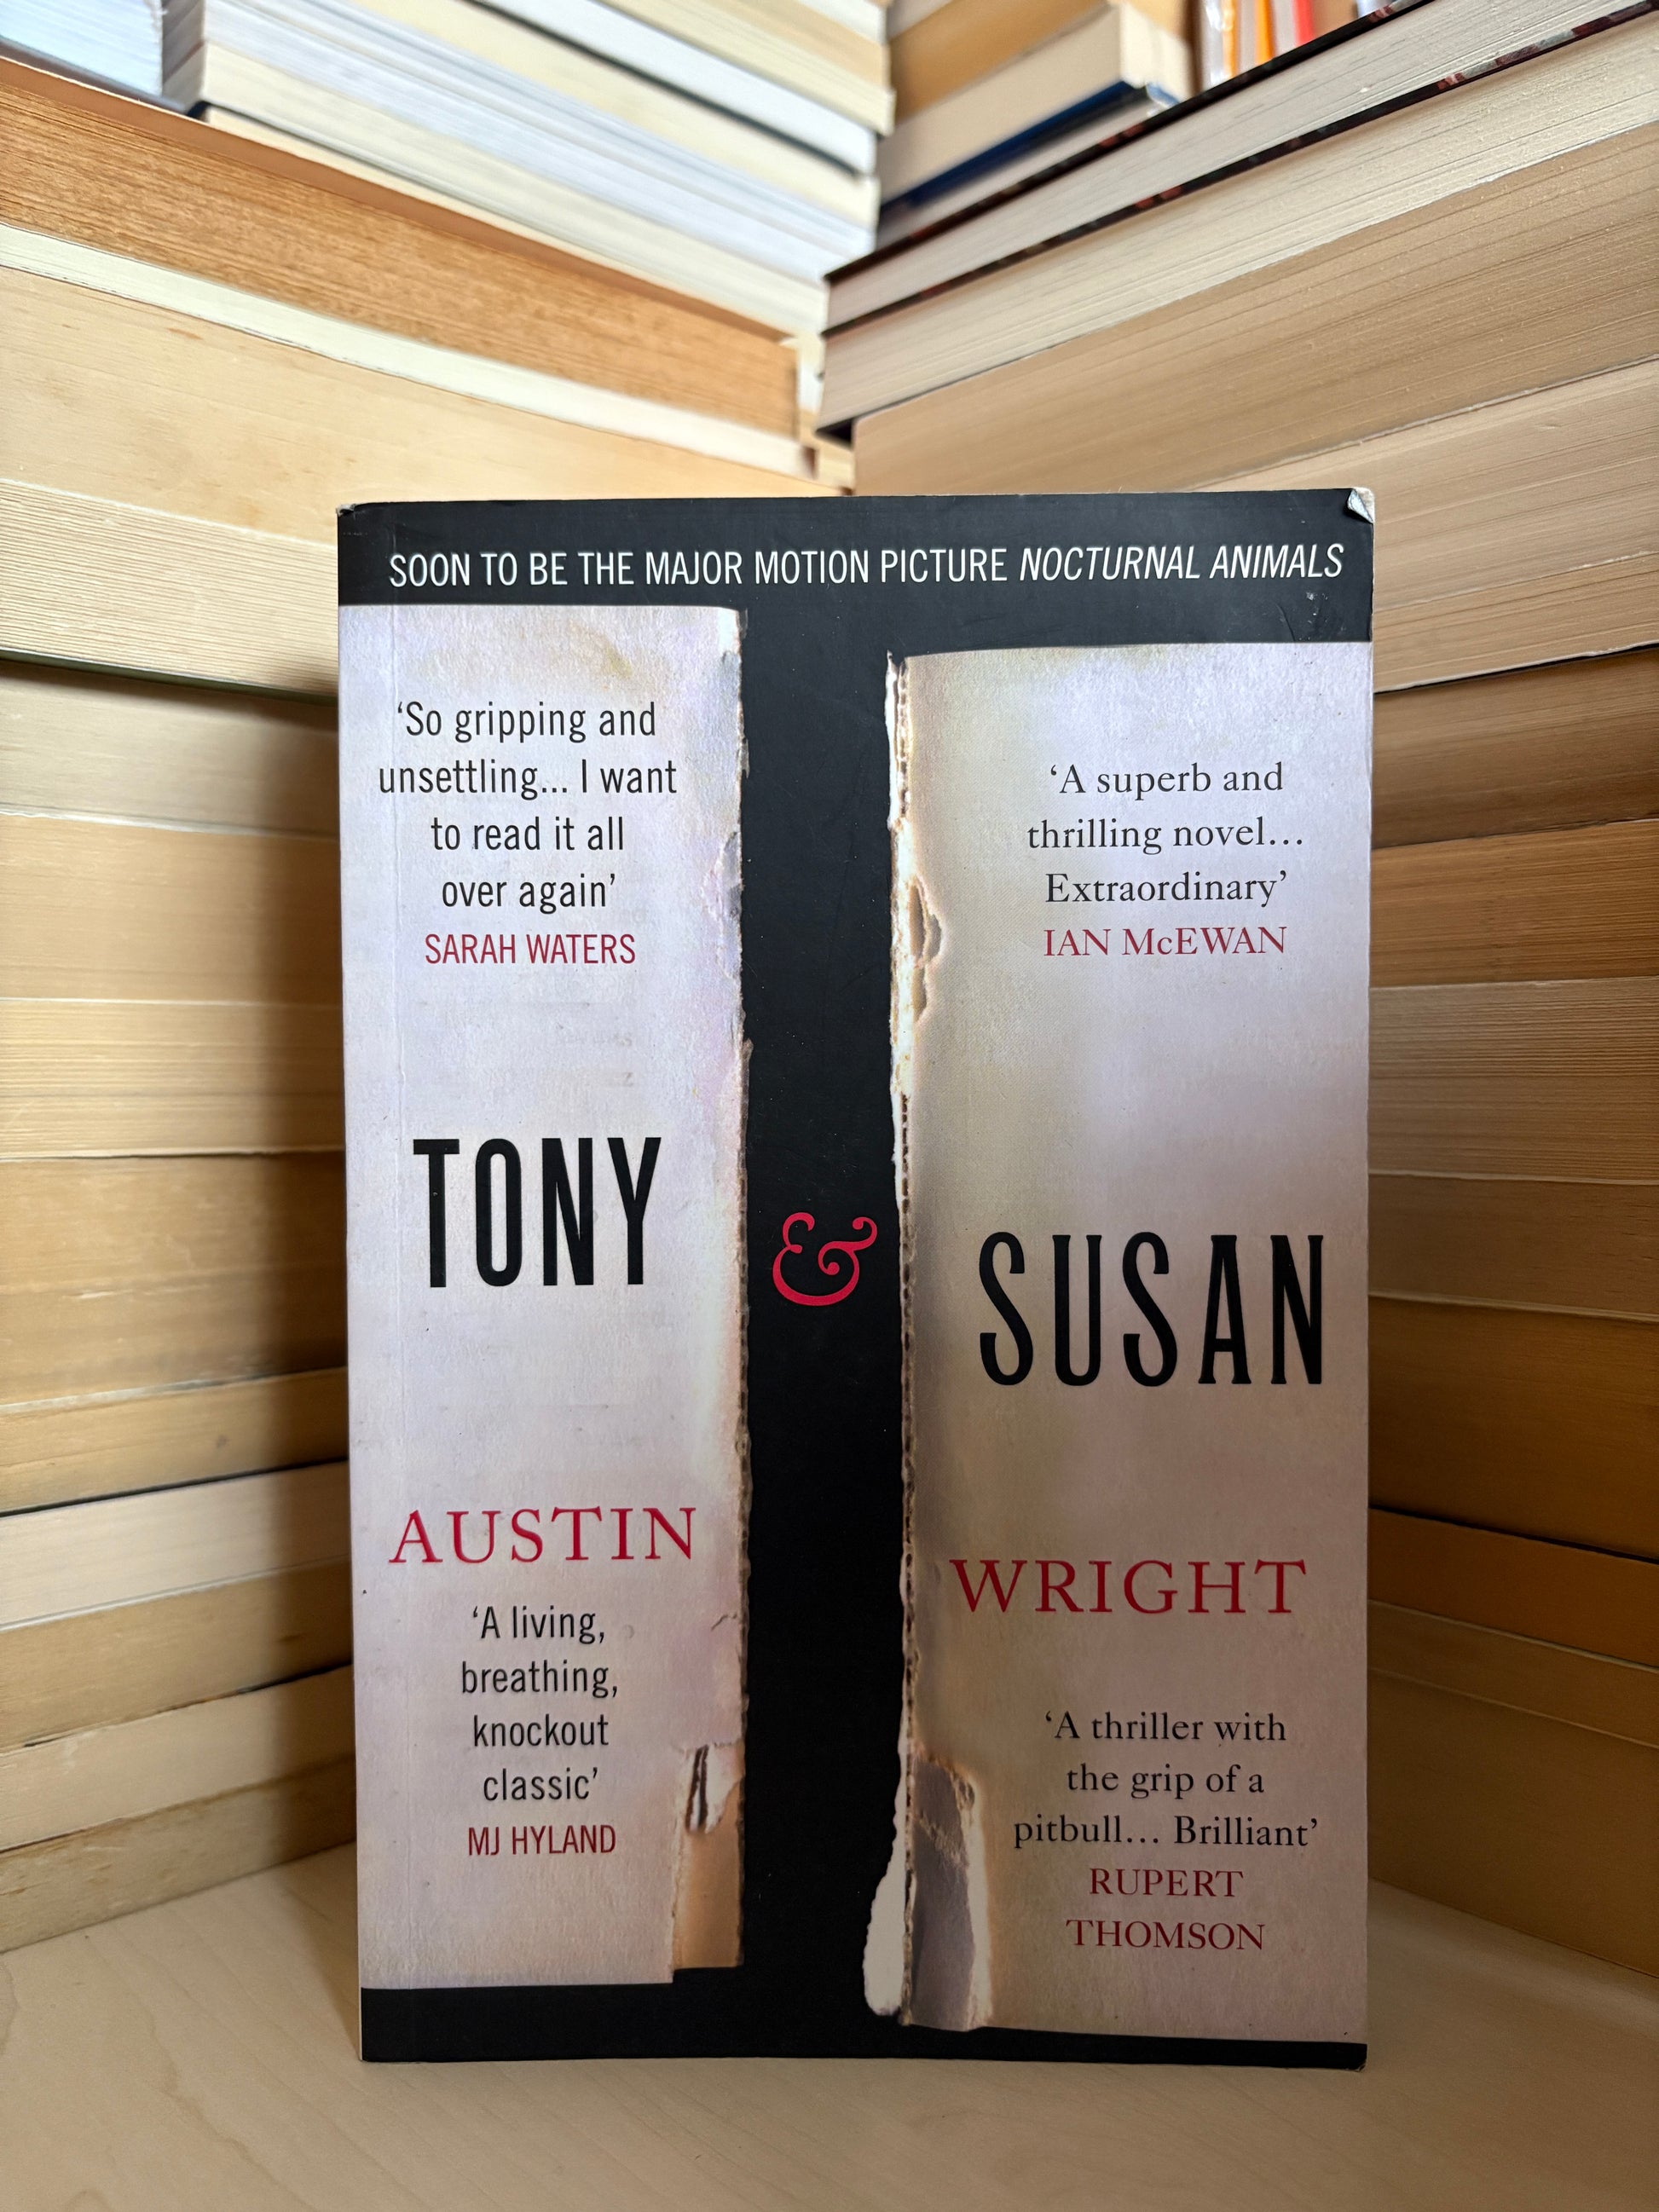 SOON TO BE THE MAJOR MOTION PICTURE NOCTURNAL ANIMALS
‘So gripping and
unsettling... I want
to read it all
over again’
SARAH WATERS
‘A superb and
thrilling novel...
Extraordinary’
IAN McEWAN
TONY
&
SUSAN
AUSTIN
WRIGHT
‘A living,
breathing,
knockout
classic’
MJ HYLAND
‘A thriller with
the grip of a
pitbull... Brilliant’
RUPERT
THOMSON